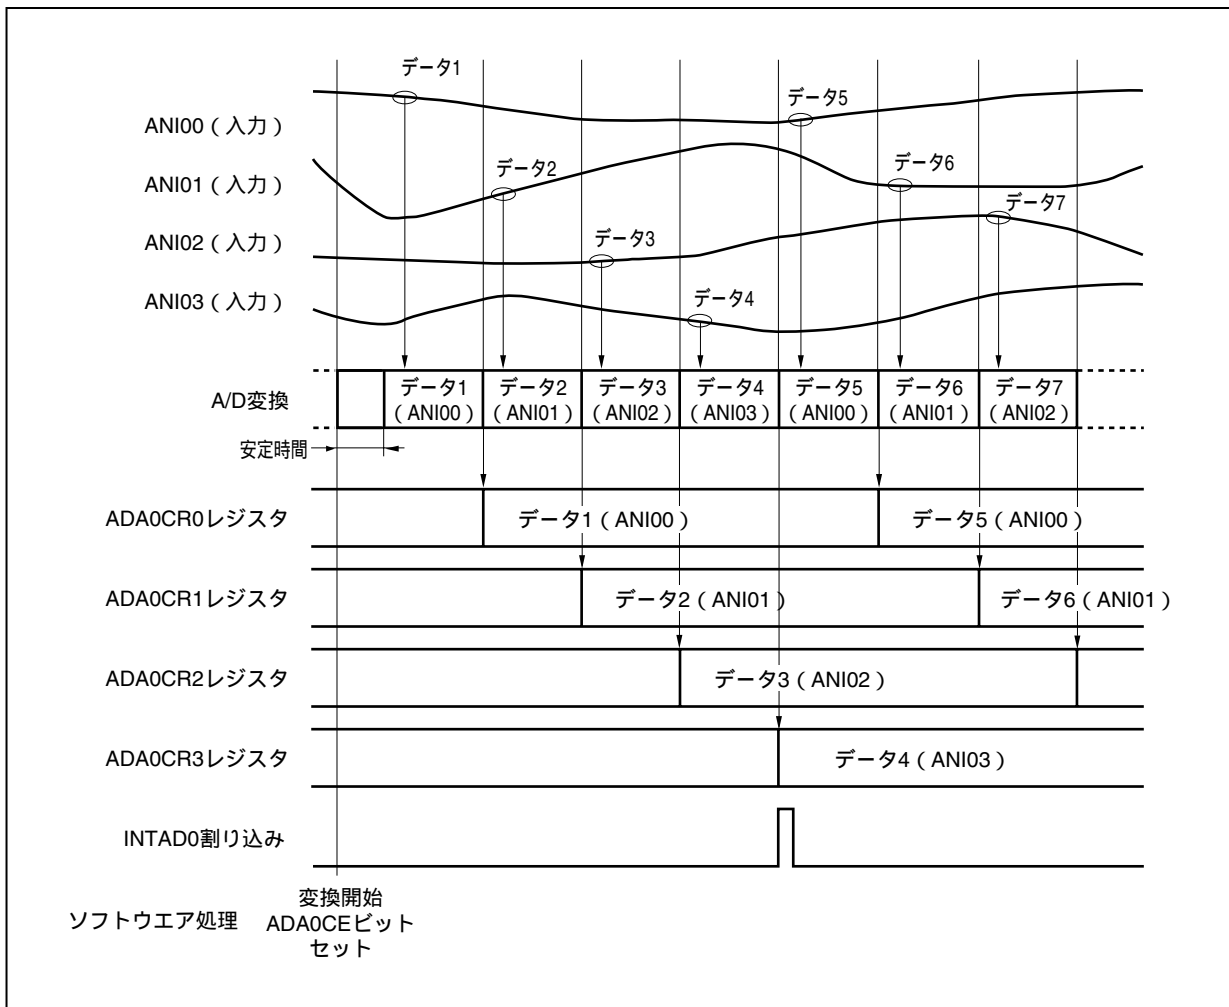 データ1
データ5
ANI00（入力）
データ2
データ6
ANI01（入力）
データ3
データ7
ANI02（入力）
データ4
ANI03（入力）
A/D変換
データ1
（ANI00）
データ2
（ANI01）
データ3
（ANI02）
データ4
（ANI03）
データ5
（ANI00）
データ6
（ANI01）
データ7
（ANI02）
安定時間
ADA0CR0レジスタ
データ1（ANI00）
データ5（ANI00）
ADA0CR1レジスタ
データ2（ANI01）
データ6（ANI01）
ADA0CR2レジスタ
データ3（ANI02）
ADA0CR3レジスタ
データ4（ANI03）
INTAD0割り込み
ソフトウエア処理
変換開始
ADA0CEビット
セット